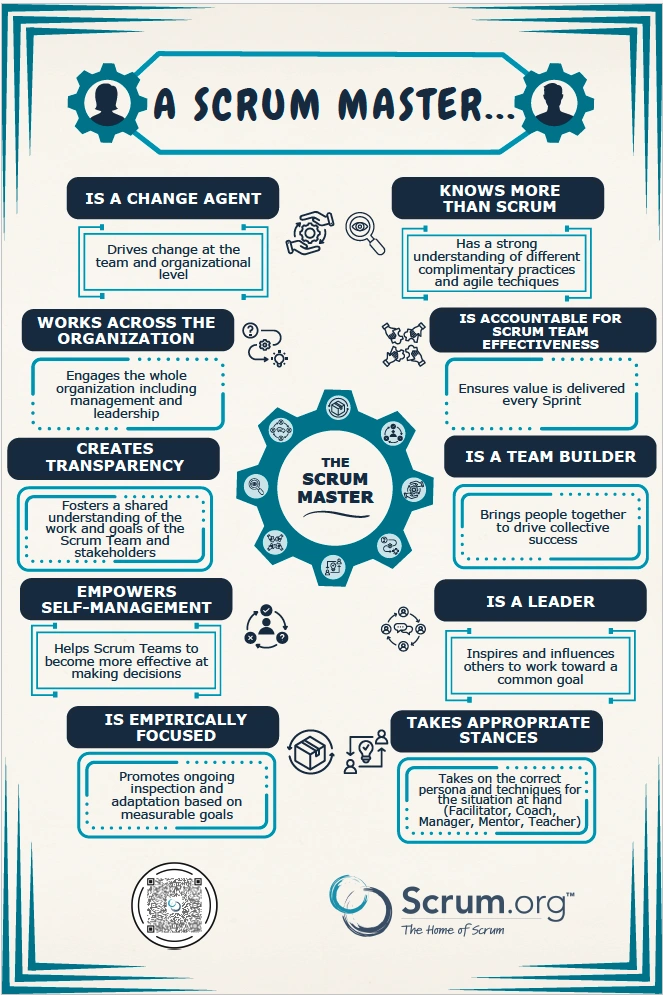 A SCRUM MASTER...
IS A CHANGE AGENT
Drives change at the
team and organizational
level
KNOWS MORE
THAN SCRUM
Has a strong
understanding of different
complimentary practices
and agile techiques
WORKS ACROSS THE
ORGANIZATION
Engages the whole
organization including
management and
leadership
IS ACCOUNTABLE FOR
SCRUM TEAM
EFFECTIVENESS
Ensures value is delivered
every Sprint
CREATES
TRANSPARENCY
Fosters a shared
understanding of the
work and goals of the
Scrum Team and
stakeholders
THE
SCRUM
MASTER
IS A TEAM BUILDER
Brings people together
to drive collective
success
EMPOWERS
SELF-MANAGEMENT
Helps Scrum Teams to
become more effective at
making decisions
IS A LEADER
Inspires and influences
others to work toward a
common goal
IS EMPIRICALLY
FOCUSED
Promotes ongoing
inspection and
adaptation based on
measurable goals
TAKES APPROPRIATE
STANCES
Takes on the correct
persona and techniques for
the situation at hand
(Facilitator, Coach,
Manager, Mentor, Teacher)
Scrum.org™
The Home of Scrum